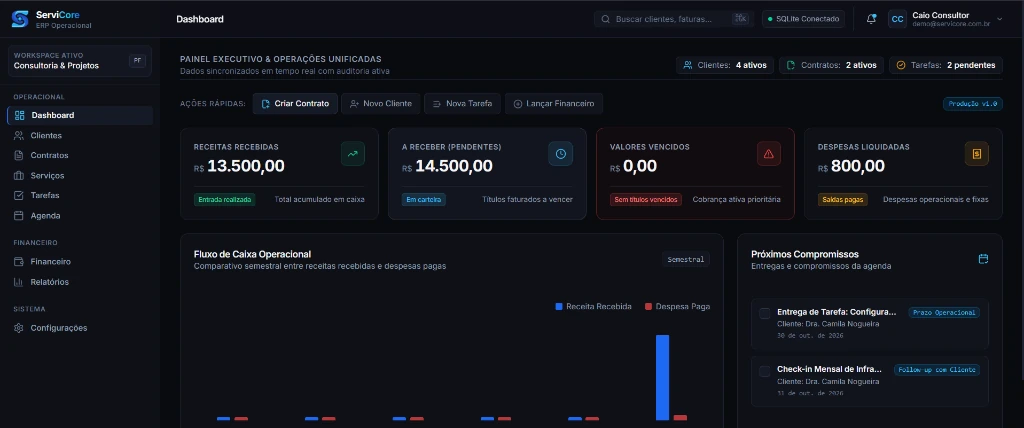 ServiCore
ERP Operacional
Dashboard
Buscar clientes, faturas...
SQLite Conectado
CC
Caio Consultor
demo@servicore.com.br
WORKSPACE ATIVO
Consultoria & Projetos
PF
OPERACIONAL
Dashboard
Clientes
Contratos
Serviços
Tarefas
Agenda
FINANCEIRO
Financeiro
Relatórios
SISTEMA
Configurações
PAINEL EXECUTIVO & OPERAÇÕES UNIFICADAS
Dados sincronizados em tempo real com auditoria ativa
Clientes: 4 ativos
Contratos: 2 ativos
Tarefas: 2 pendentes
AÇÕES RÁPIDAS:
Criar Contrato
Novo Cliente
Nova Tarefa
Lançar Financeiro
Produção v1.0
RECEITAS RECEBIDAS
R$ 13.500,00
Entrada realizada
Total acumulado em caixa
A RECEBER (PENDENTES)
R$ 14.500,00
Em carteira
Títulos faturados a vencer
VALORES VENCIDOS
R$ 0,00
Sem títulos vencidos
Cobrança ativa prioritária
DESPESAS LIQUIDADAS
R$ 800,00
Saídas pagas
Despesas operacionais e fixas
Fluxo de Caixa Operacional
Comparativo semestral entre receitas recebidas e despesas pagas
Semestral
Receita Recebida
Despesa Paga
Próximos Compromissos
Entregas e compromissos da agenda
Entrega de Tarefa: Configura...
Prazo Operacional
Cliente: Dra. Camila Nogueira
30 de out. de 2026
Check-in Mensal de Infra...
Follow-up com Cliente
Cliente: Dra. Camila Nogueira
31 de out. de 2026